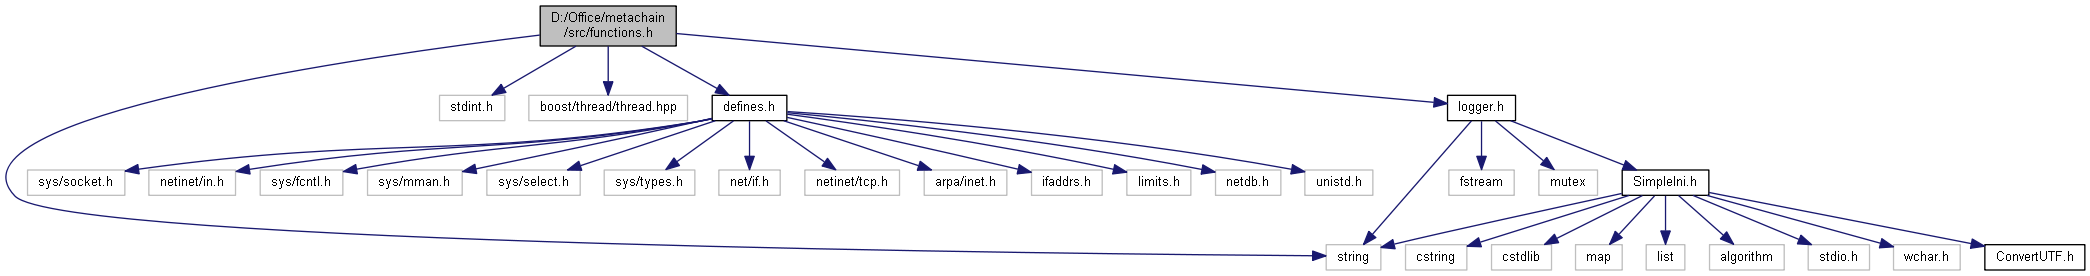 D:/Office/metachain
/src/functions.h
stdint.h
boost/thread/thread.hpp
defines.h
logger.h
sys/socket.h
netinet/in.h
sys/fcntl.h
sys/mman.h
sys/select.h
sys/types.h
net/if.h
netinet/tcp.h
arpa/inet.h
ifaddrs.h
limits.h
netdb.h
unistd.h
fstream
mutex
SimpleIni.h
string
cstring
cstdlib
map
list
algorithm
stdio.h
wchar.h
ConvertUTF.h